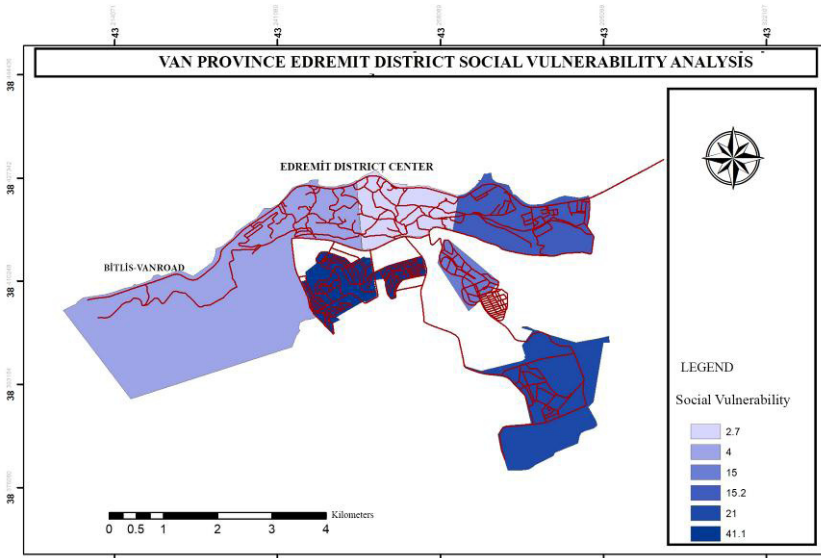 43
43
43
43
43
VAN PROVINCE EDREMIT DISTRICT SOCIAL VULNERABILITY ANALYSIS
38
38
38
38
38
EDREMİT DISTRICT CENTER
BİTLİS-VANROAD
LEGEND
Social Vulnerability
2.7
4
15
15.2
21
41.1
Kilometers
0 0.5 1 2 3 4